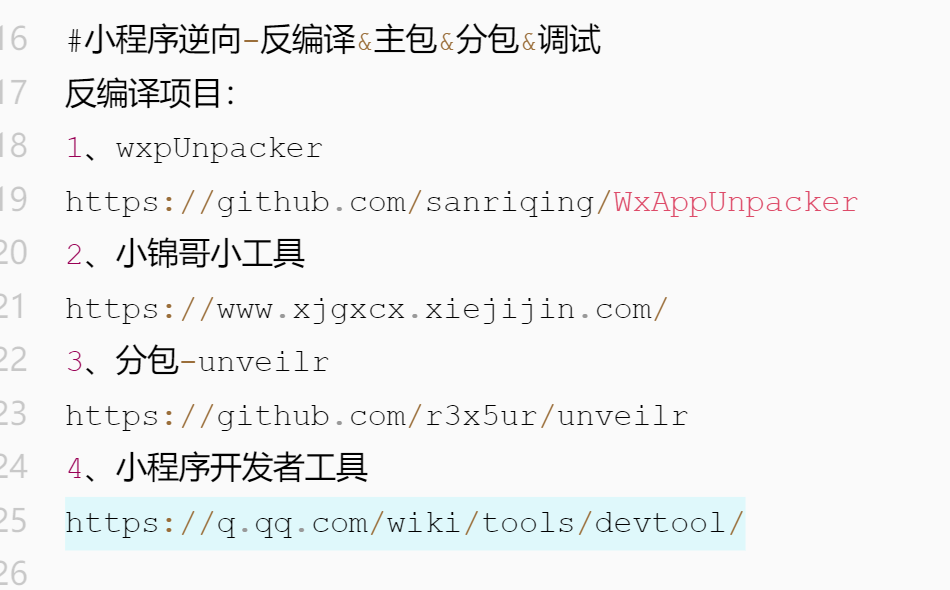 16 #小程序逆向-反编译&主包&分包&调试
17 反编译项目:
18 1、wxpUnpacker
19 https://github.com/sanriqing/WxAppUnpacker
20 2、小锦哥小工具
21 https://www.xjgxcx.xiejijin.com/
22 3、分包-unveilr
23 https://github.com/r3x5ur/unveilr
24 4、小程序开发者工具
25 https://q.qq.com/wiki/tools/devtool/
26